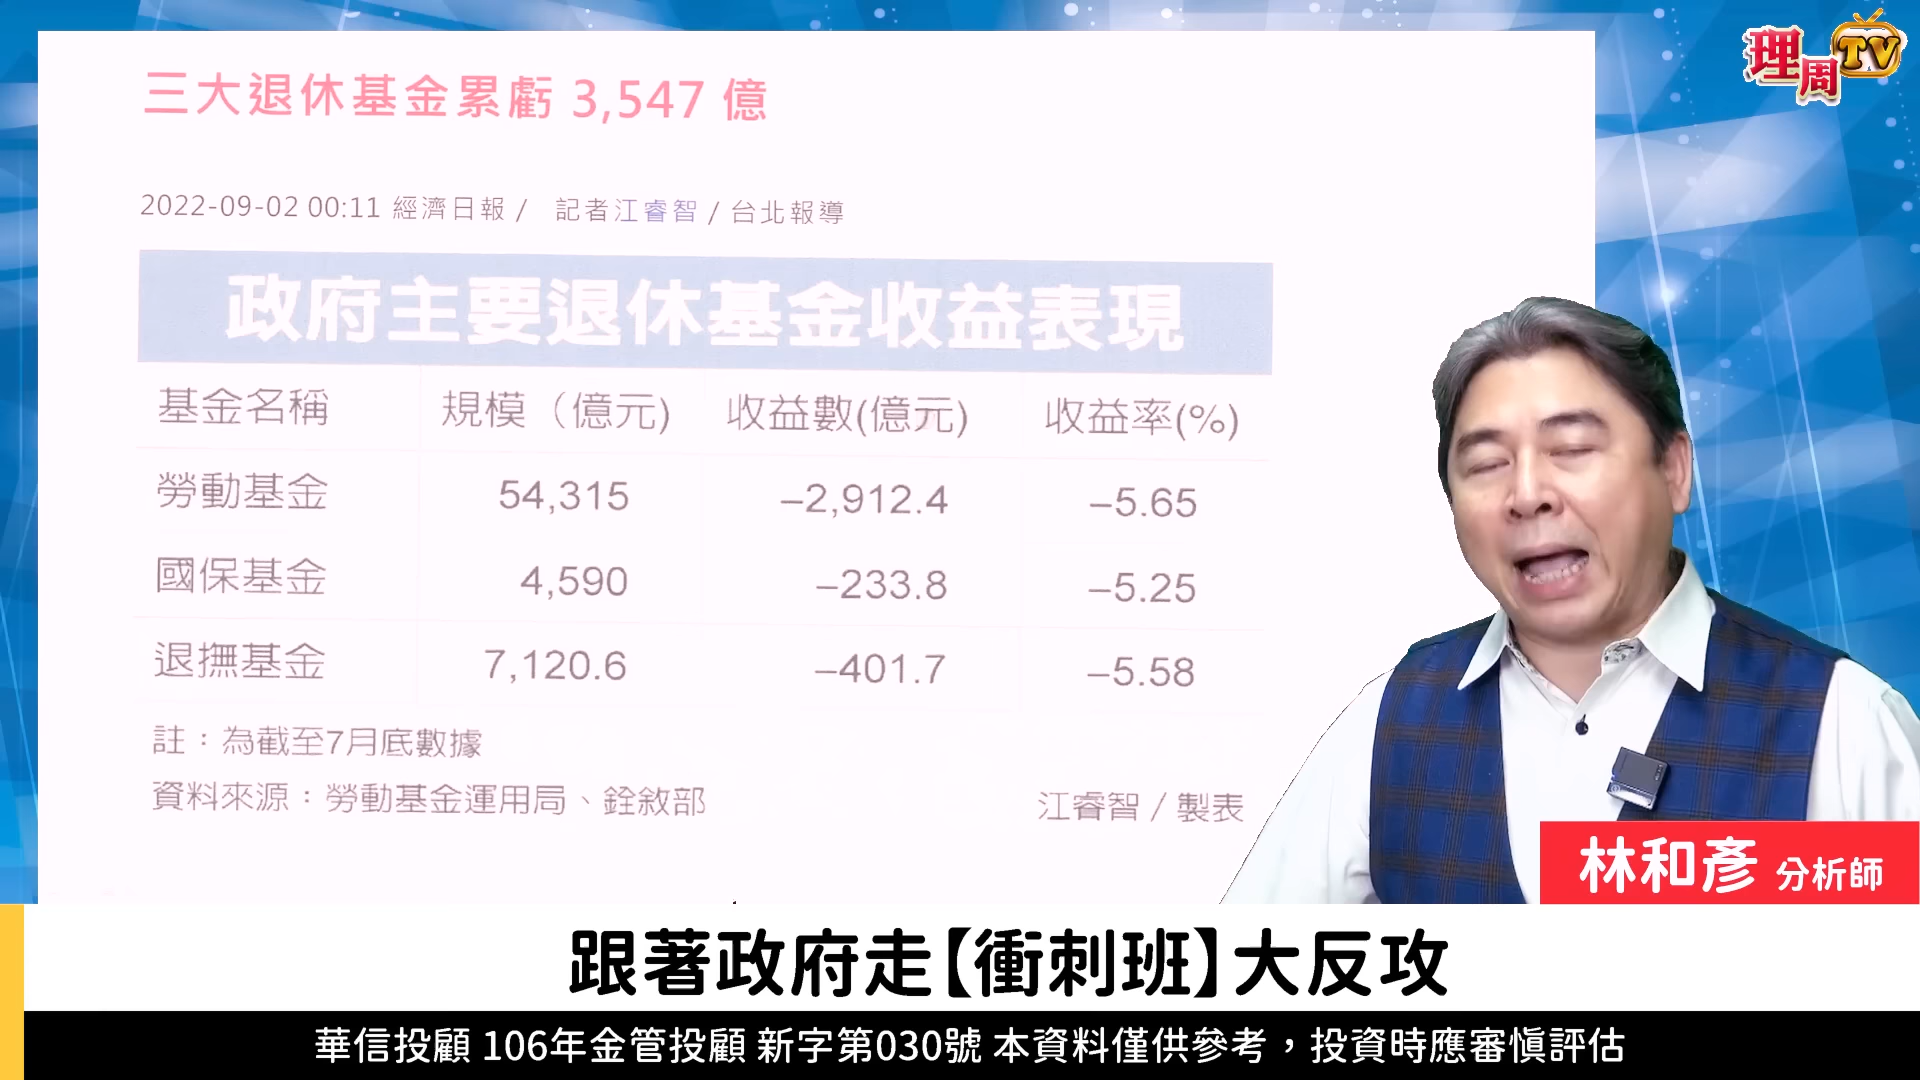 理周TV
三大退休基金累虧 3,547 億
2022-09-02 00:11 經濟日報 / 記者江睿智 / 台北報導
政府主要退休基金收益表現
基金名稱 規模（億元) 收益數(億元) 收益率(%)
勞動基金 54,315 –2,912.4 –5.65
國保基金 4,590 –233.8 –5.25
退撫基金 7,120.6 –401.7 –5.58
註：為截至7月底數據
資料來源：勞動基金運用局、銓敘部 江睿智 / 製表
林和彥 分析師
跟著政府走【衝刺班】大反攻
華信投顧 106年金管投顧 新字第030號 本資料僅供參考，投資時應審慎評估